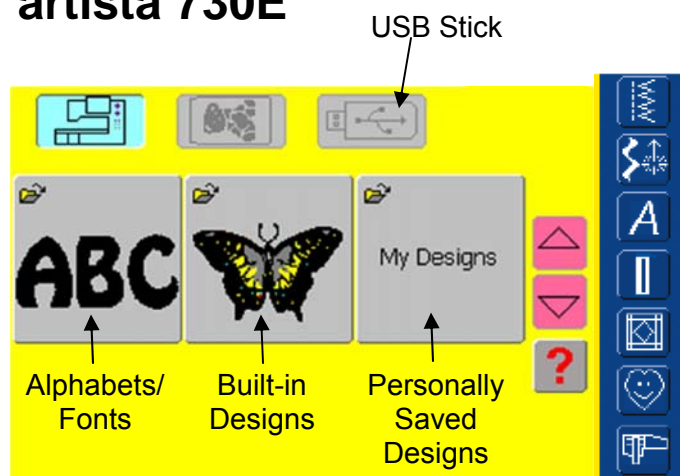 artista 730E
USB Stick
A
ABC
My Designs
?
Alphabets/
Fonts
Built-in
Designs
Personally
Saved
Designs